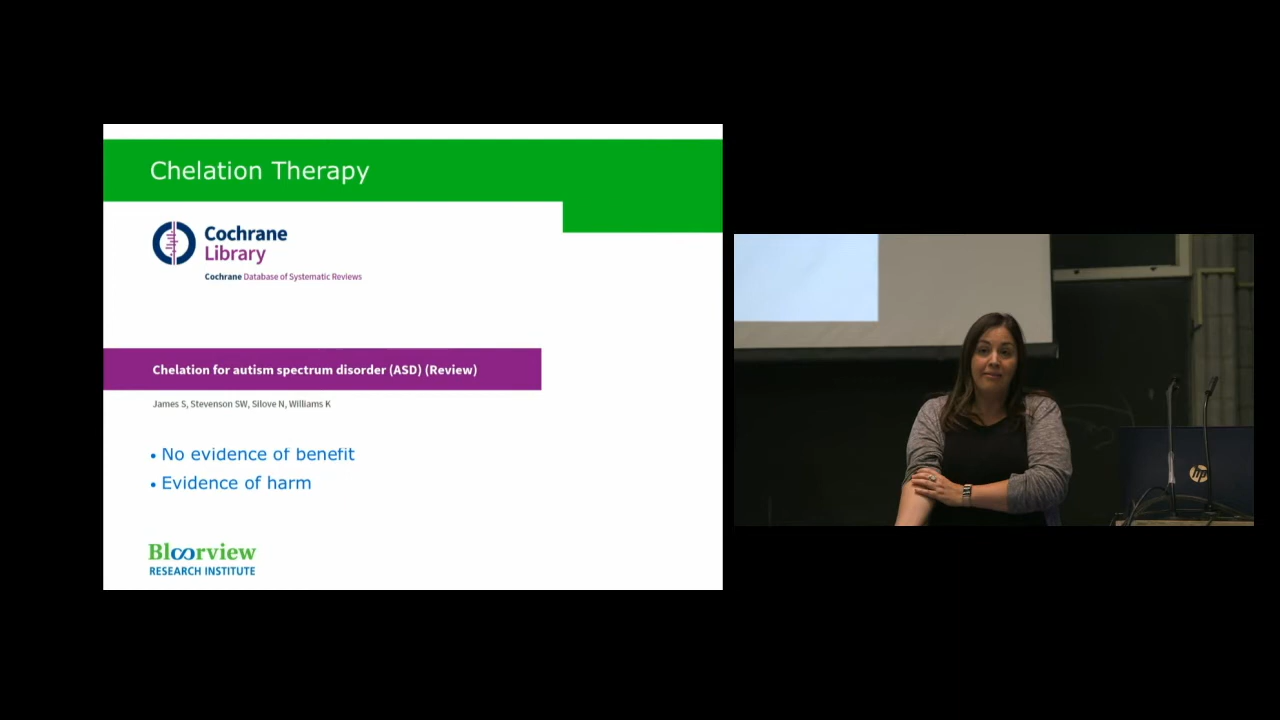 Chelation Therapy
Cochrane
Library
Cochrane Database of Systematic Reviews
Chelation for autism spectrum disorder (ASD) (Review)
James S, Stevenson SW, Silove N, Williams K
• No evidence of benefit
• Evidence of harm
Bloorview
RESEARCH INSTITUTE
hp